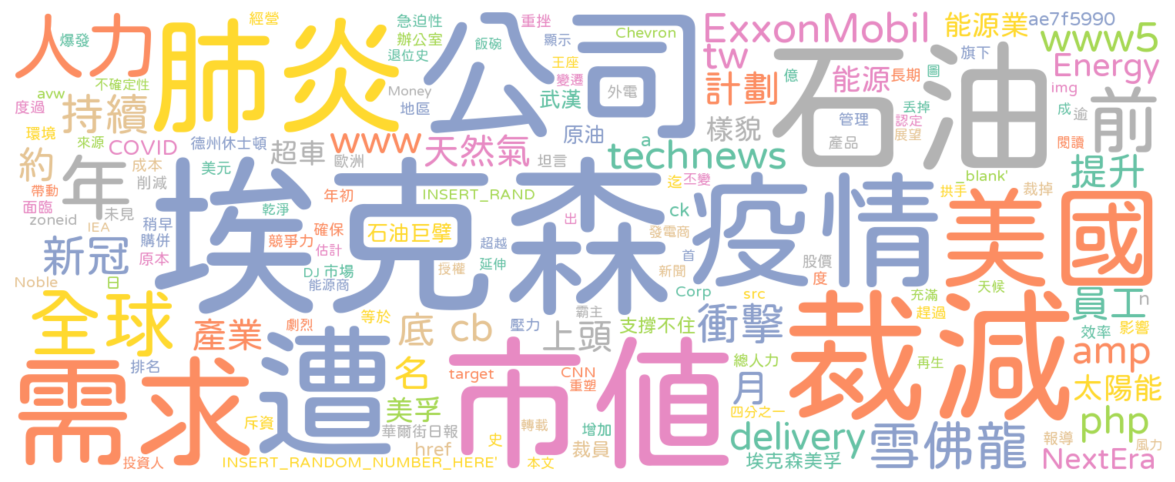 人力
爆發
肺炎
經營
急迫性
辦公室
退位史
飯碗
重挫
顯示
公司
王座
變遷
Chevron
外電
ExxonMobil
tw
能源業
ae7f5990
旗下
www5
Energy
img
不確定性
avw
度過
持續
Money
地區
武漢
原油
石油
計劃
能源
長期
圖
億
丟掉
認定
展望
管理
產品
成
逾
前
閱讀
環境
來源
COVID
德州休士頓
超車
www
歐洲
天然氣
坦言
a
technews
樣貌
約
年
成本
削減
美元
年初
INSERT_RAND
迄
不變
_blank'
拱手
裁掉
提升
帶動
面臨
zoneid
未見
IEA
稍早
購併
原本
新冠
埃克森
乾淨
確保
競爭力
估計
石油巨擘
超越
延伸
出
ck
發電商
首
疫情
美國
Noble
日
DJ
市場
能源商
授權
新聞
Corp
src
股價
度
天候
充滿
趕過
員工
n
效率
影響
全球
產業
劇烈
等於
底
cb
壓力
霸主
上頭
支撐不住
衝擊
裁減
再生
amp
需求
排名
遭
名
target
市值
CNN
重塑
總人力
月
太陽能
美孚
斥資
華爾街日報
href
史
轉載
增加
裁員
四分之一
delivery
雪佛龍
php
報導
風力
投資人
INSERT_RANDOM_NUMBER_HERE'
本文
埃克森美孚
NextEra